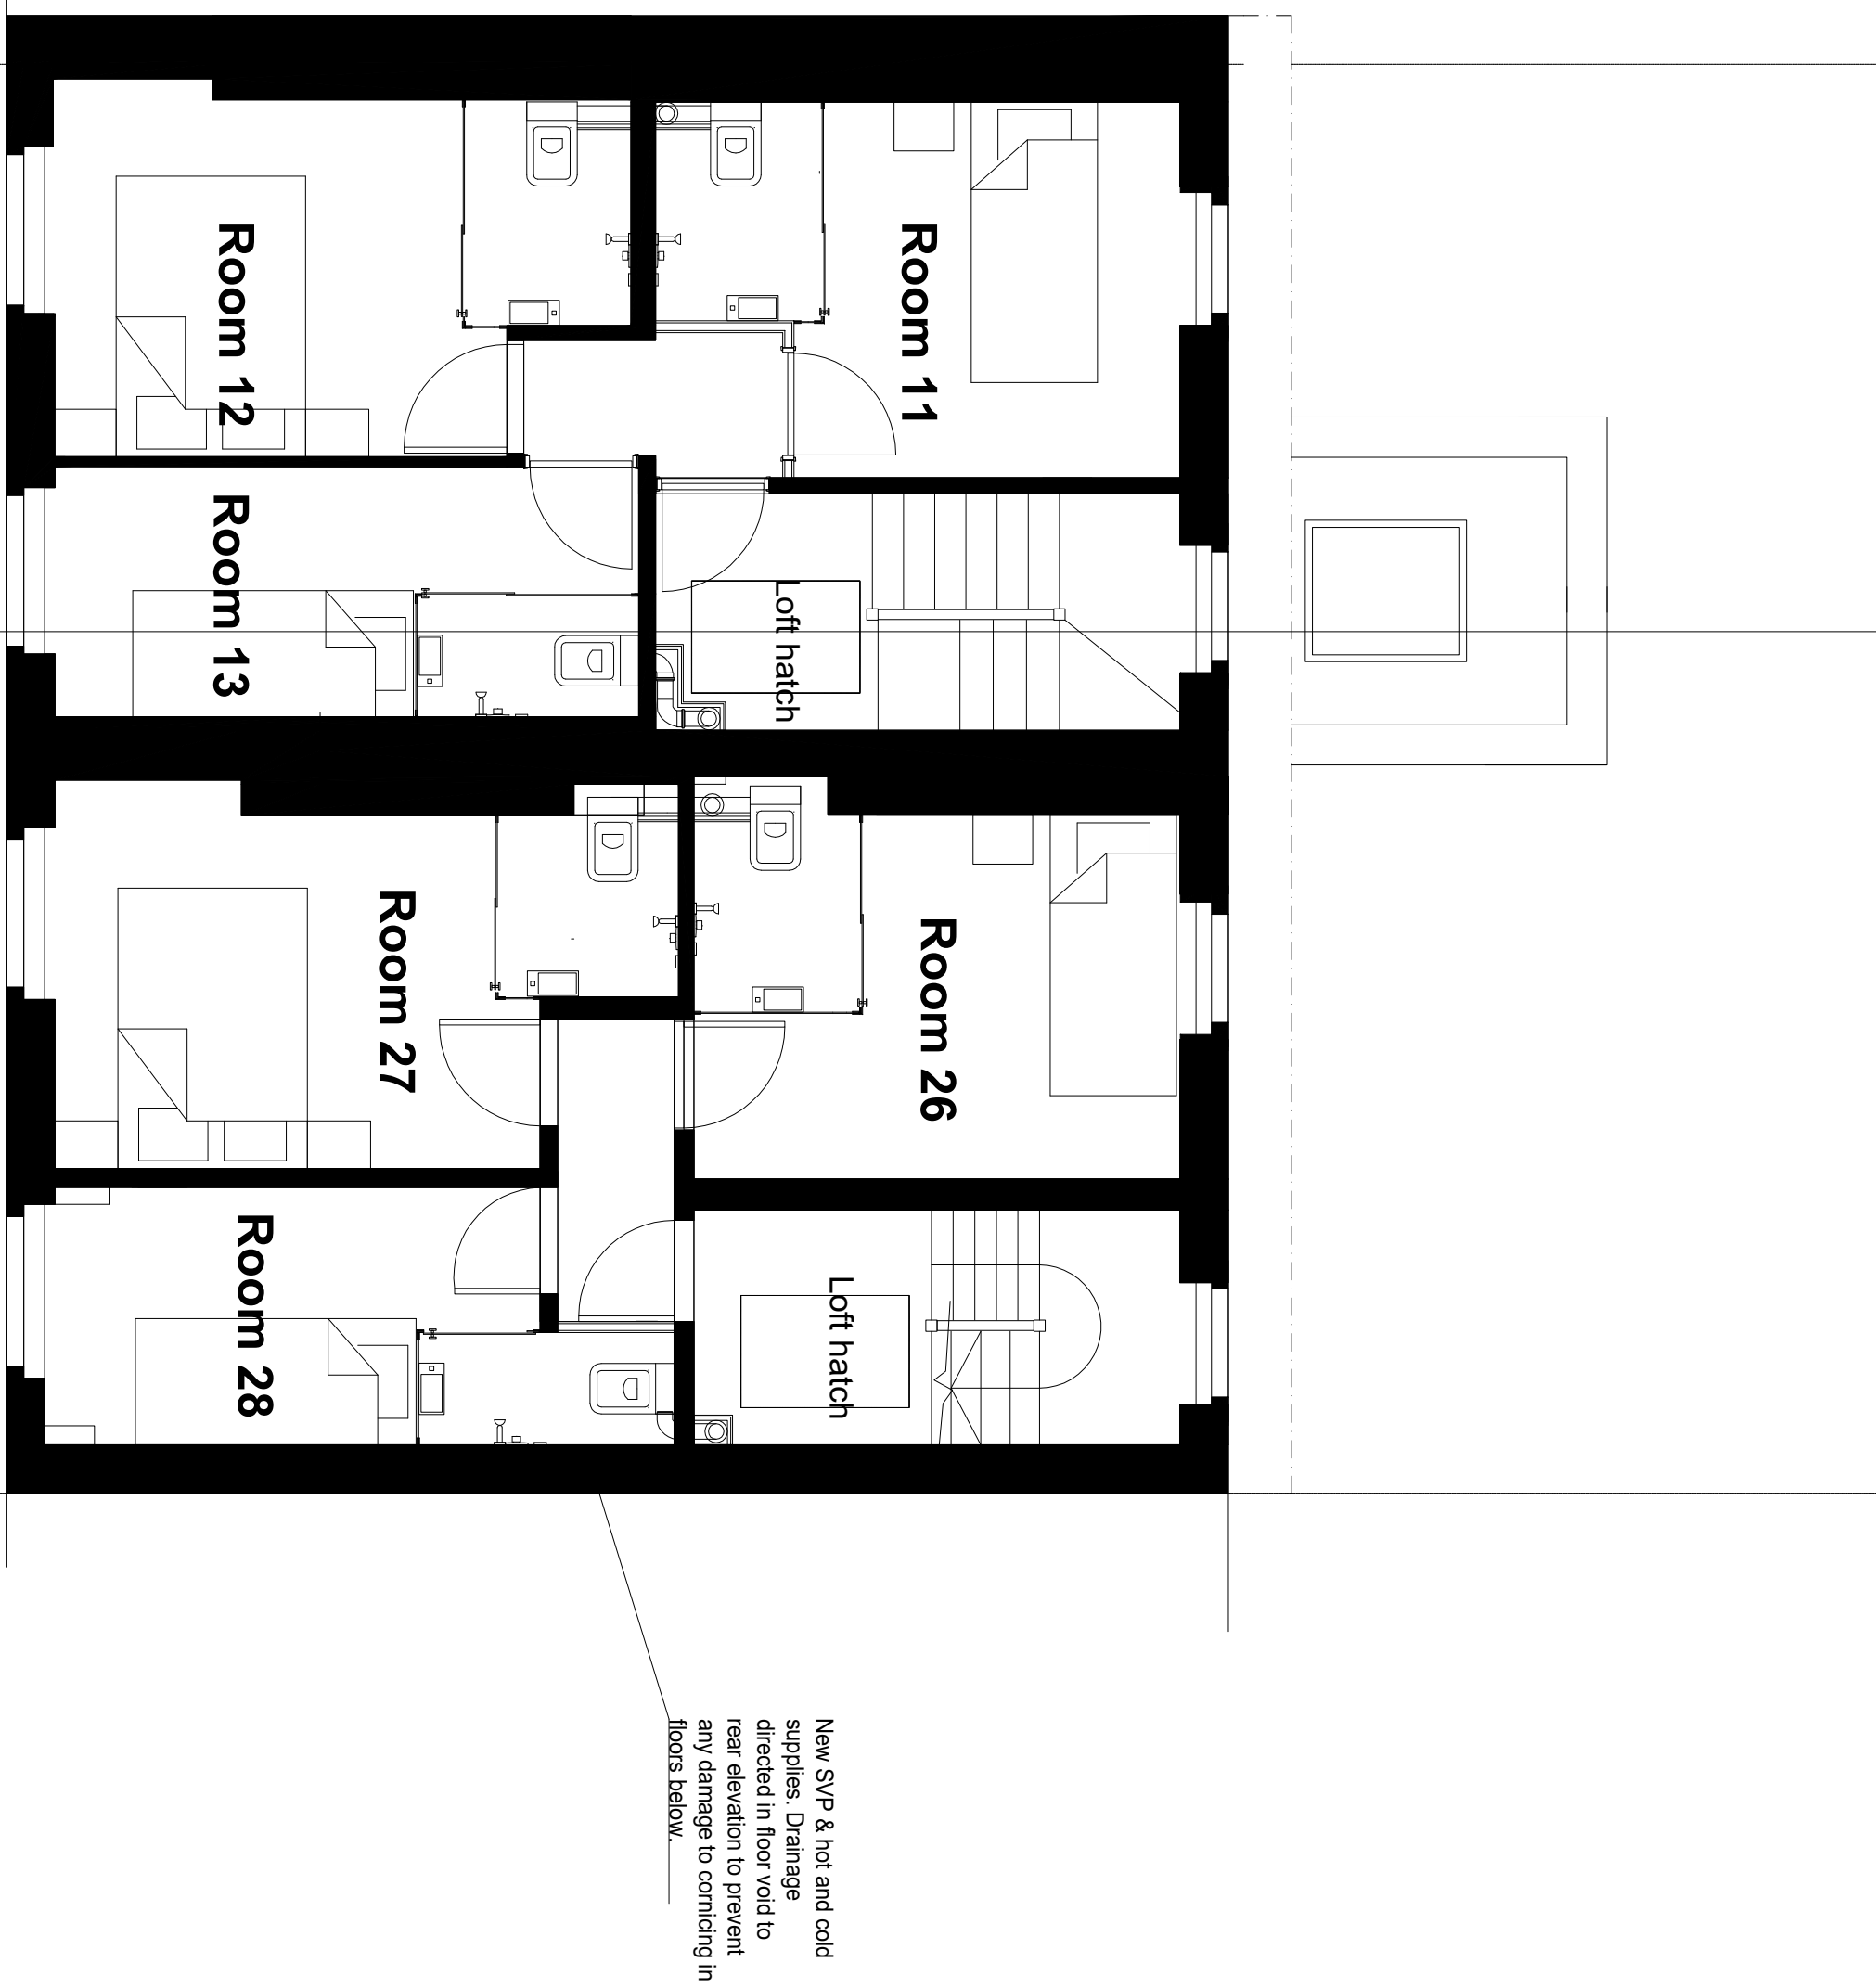 Room 11
Room 12
Room 13
Loft hatch
Room 26
Room 27
Room 28
Loft hatch
New SVP & hot and cold
supplies. Drainage
directed in floor void to
rear elevation to prevent
any damage to cornicing in
floors below.